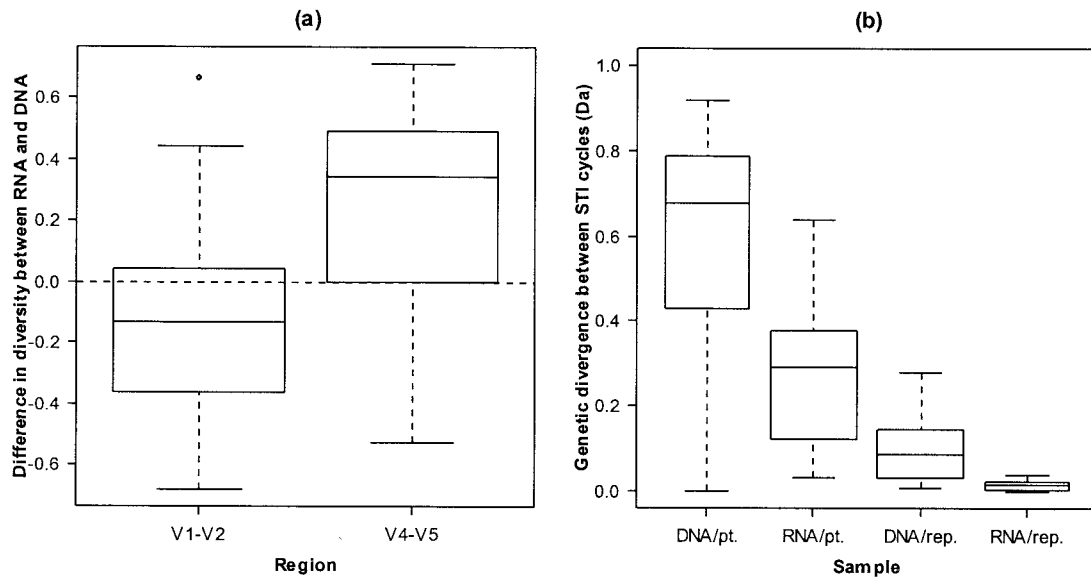 (a)
Difference in diversity between RNA and DNA
0.6
0.4
0.2
0.0
-0.2
-0.4
-0.6
V1-V2
V4-V5
Region
(b)
Genetic divergence between STI cycles (Da)
1.0
0.8
0.6
0.4
0.2
0.0
DNA/pt.
RNA/pt.
DNA/rep.
RNA/rep.
Sample